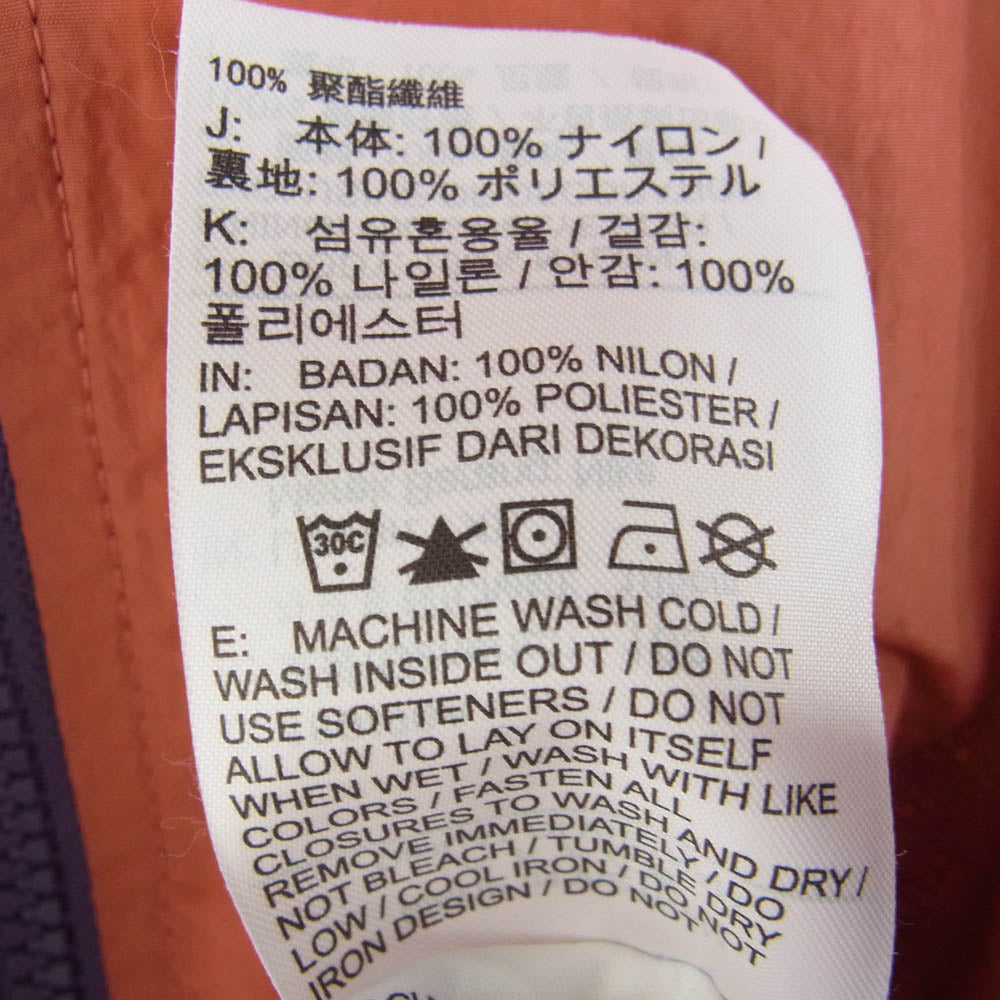 100% 聚酯纖維
J: 本体: 100% ナイロン /
裏地: 100% ポリエステル
K: 섬유혼용율 / 겉감:
100% 나일론 / 안감: 100%
폴리에스터
IN: BADAN: 100% NILON /
LAPISAN: 100% POLIESTER /
EKSKLUSIF DARI DEKORASI
30C
E: MACHINE WASH COLD /
WASH INSIDE OUT / DO NOT
USE SOFTENERS / DO NOT
ALLOW TO LAY ON ITSELF
WHEN WET / WASH WITH LIKE
COLORS / FASTEN ALL
CLOSURES TO WASH AND DRY /
REMOVE IMMEDIATELY / DO
NOT BLEACH / TUMBLE DRY
LOW / COOL IRON / DO NOT
IRON DESIGN / DO NOT